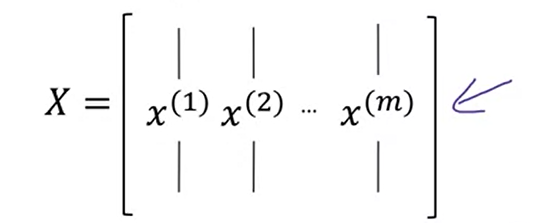 X = [ x^(1) x^(2) ... x^(m) ]